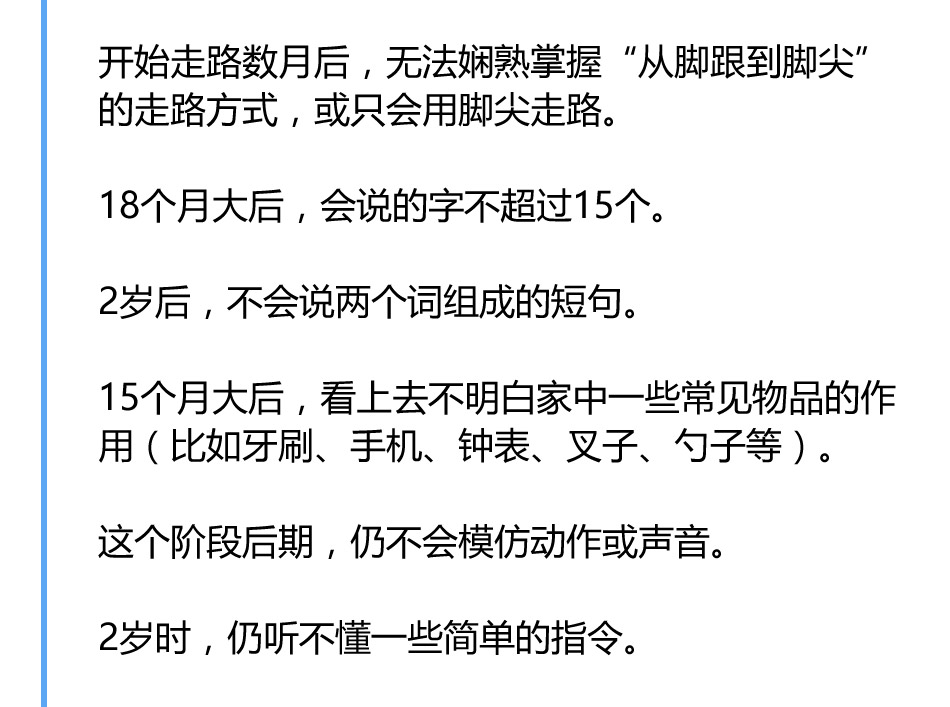 开始走路数月后，无法娴熟掌握“从脚跟到脚尖”
的走路方式，或只会用脚尖走路。
18个月大后，会说的字不超过15个。
2岁后，不会说两个词组成的短句。
15个月大后，看上去不明白家中一些常见物品的作
用（比如牙刷、手机、钟表、叉子、勺子等）。
这个阶段后期，仍不会模仿动作或声音。
2岁时，仍听不懂一些简单的指令。